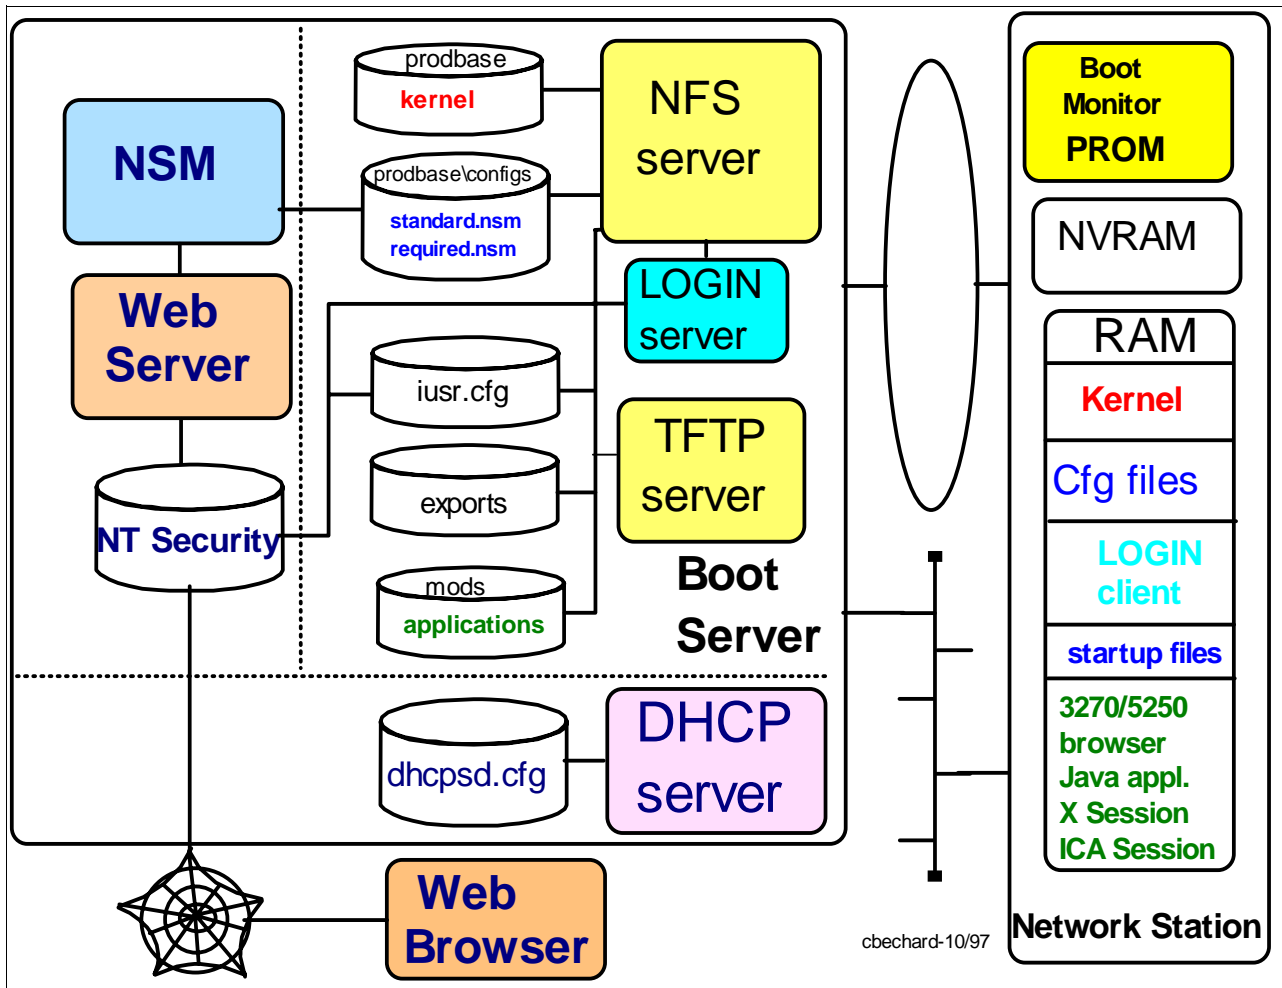 NSM
Web
Server
NT Security
prodbase
kernel
prodbase\configs
standard.nsm
required.nsm
iusr.cfg
exports
mods
applications
NFS
server
LOGIN
server
TFTP
server
Boot
Server
dhcpsd.cfg
DHCP
server
Web
Browser
cbechard-10/97
Boot
Monitor
PROM
NVRAM
RAM
Kernel
Cfg files
LOGIN
client
startup files
3270/5250
browser
Java appl.
X Session
ICA Session
Network Station